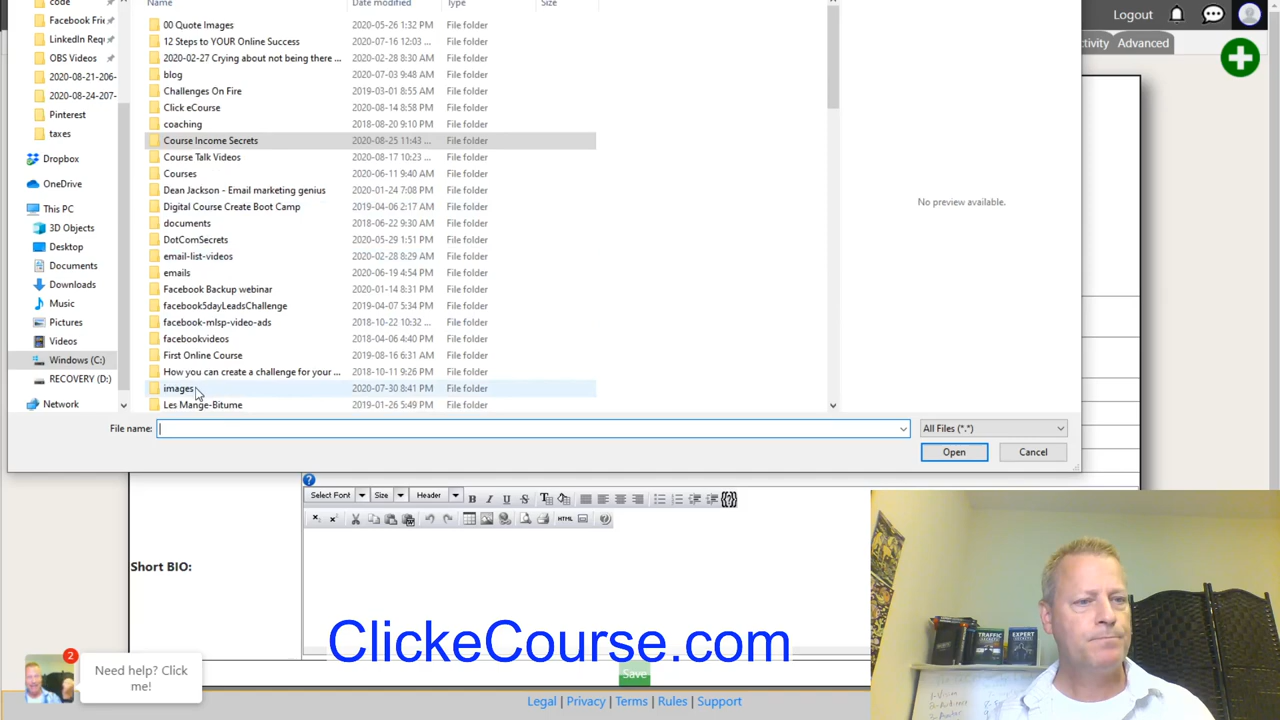 code
Facebook Frie
LinkedIn Requ
OBS Videos
2020-08-21-206-
2020-08-24-207-
Pinterest
taxes
Dropbox
OneDrive
This PC
3D Objects
Desktop
Documents
Downloads
Music
Pictures
Videos
Windows (C:)
RECOVERY (D:)
Network
Name Date modified Type Size
00 Quote Images 2020-05-26 1:32 PM File folder
12 Steps to YOUR Online Success 2020-07-16 12:03 ... File folder
2020-02-27 Crying about not being there ... 2020-02-28 8:30 AM File folder
blog 2020-07-03 9:48 AM File folder
Challenges On Fire 2019-03-01 8:55 AM File folder
Click eCourse 2020-08-14 8:58 PM File folder
coaching 2018-08-20 9:10 PM File folder
Course Income Secrets 2020-08-25 11:43 ... File folder
Course Talk Videos 2020-08-17 10:23 ... File folder
Courses 2020-06-11 9:40 AM File folder
Dean Jackson - Email marketing genius 2020-01-24 7:08 PM File folder
Digital Course Create Boot Camp 2019-04-06 2:17 AM File folder
documents 2018-06-22 9:30 AM File folder
DotComSecrets 2020-05-29 1:51 PM File folder
email-list-videos 2020-02-28 8:29 AM File folder
emails 2020-06-19 4:54 PM File folder
Facebook Backup webinar 2020-01-14 8:31 PM File folder
facebook5dayLeadsChallenge 2019-04-07 5:34 PM File folder
facebook-mlsp-video-ads 2018-10-22 10:32 ... File folder
facebookvideos 2018-04-06 4:40 PM File folder
First Online Course 2019-08-16 6:31 AM File folder
How you can create a challenge for your ... 2018-10-11 9:26 PM File folder
images 2020-07-30 8:41 PM File folder
Les Mange-Bitume 2019-01-26 5:49 PM File folder
No preview available.
File name: All Files (*.*)
Open Cancel
Logout
tivity Advanced
Select Font Size Header B I U S
HTML
Short BIO:
ClickeCourse.com
2
Need help? Click
me!
Save
Legal | Privacy | Terms | Rules | Support
TRAFFIC
SECRETS
EXPERT
SECRETS